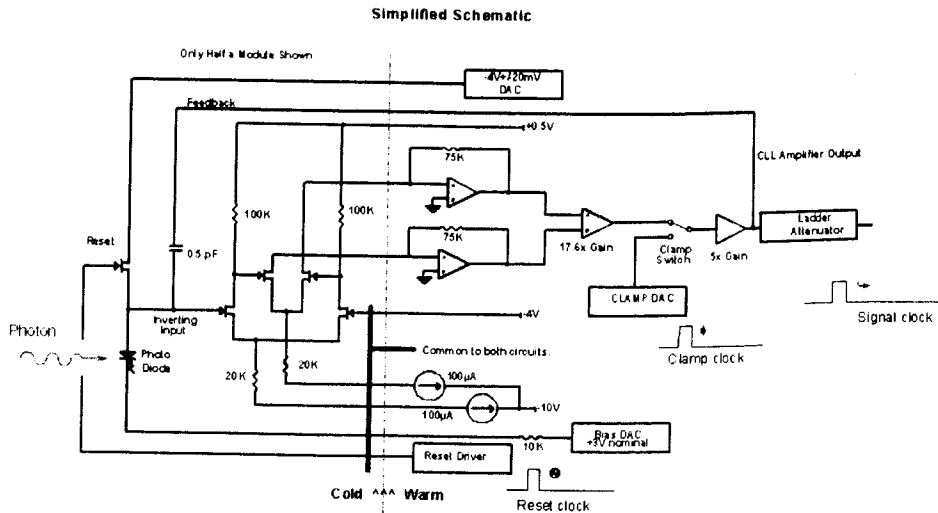 Simplified Schematic
Only Half a Module Shown
-4V+/-20mV
DAC
Feedback
+0.5V
75K
CLL Amplifier Output
100K
100K
Reset
0.5 pF
75K
17.6x Gain
Clamp
Switch
5x Gain
Ladder
Attenuator
CLAMP DAC
Signal clock
-4V
Inverting
Input
Photon
Photo
Diode
Common to both circuits.
Clamp clock
20K
20K
100µA
100µA
-10V
10K
Bias DAC
+3V nominal
Reset Driver
Cold ^^^ Warm
Reset clock